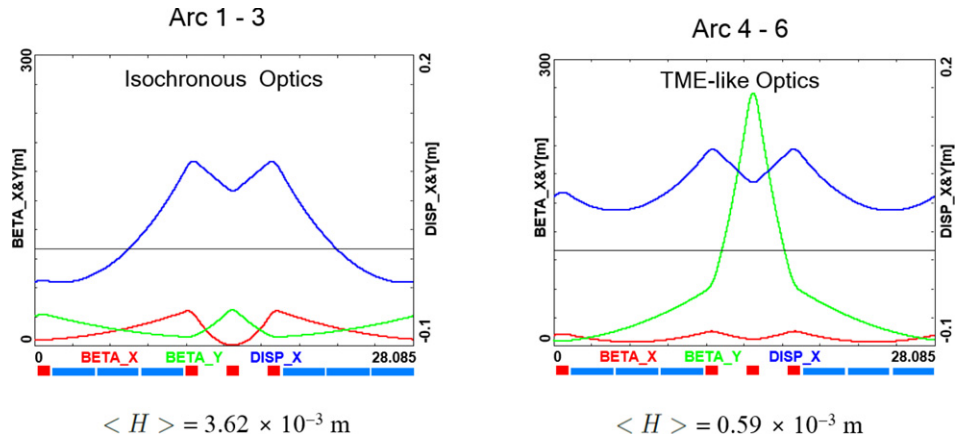 Arc 1 - 3
Isochronous Optics
300
0
BETA_X&Y[m]
0.2
-0.1
DISP_X&Y[m]
0
BETA_X
BETA_Y
DISP_X
28.085
< H > = 3.62 × 10⁻³ m
Arc 4 - 6
TME-like Optics
300
0
BETA_X&Y[m]
0.2
-0.1
DISP_X&Y[m]
0
BETA_X
BETA_Y
DISP_X
28.085
< H > = 0.59 × 10⁻³ m